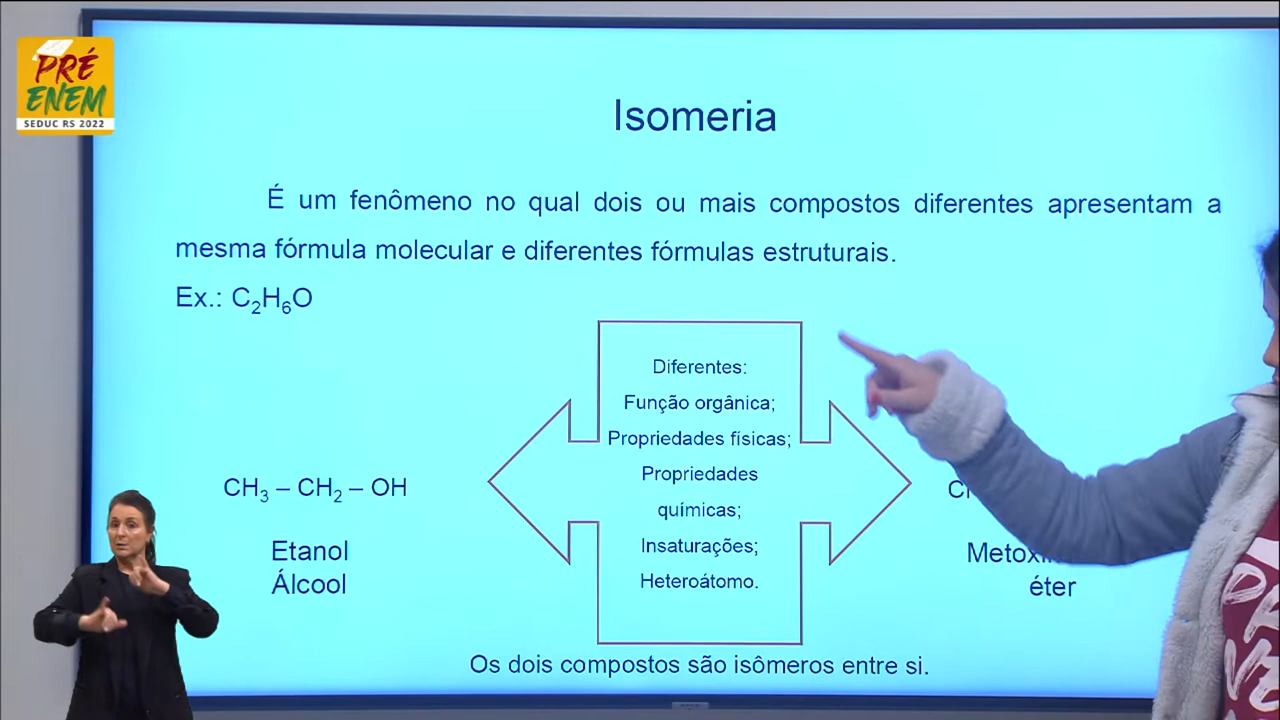 PRÉ
ENEM
SEDUC RS 2022
Isomeria
É um fenômeno no qual dois ou mais compostos diferentes apresentam a
mesma fórmula molecular e diferentes fórmulas estruturais.
Ex.: C₂H₆O
Diferentes:
Função orgânica;
Propriedades físicas;
Propriedades
químicas;
Insaturações;
Heteroátomo.
CH₃ – CH₂ – OH
Etanol
Álcool
éter
Os dois compostos são isômeros entre si.